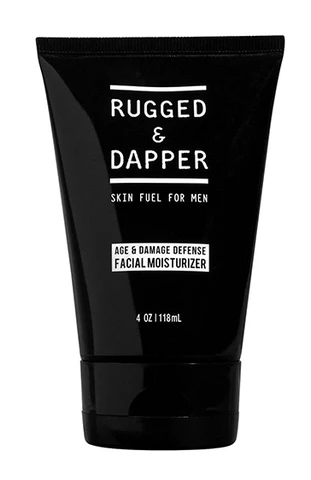 RUGGED
&
DAPPER
SKIN FUEL FOR MEN
AGE & DAMAGE DEFENSE
FACIAL MOISTURIZER
4 OZ | 118mL